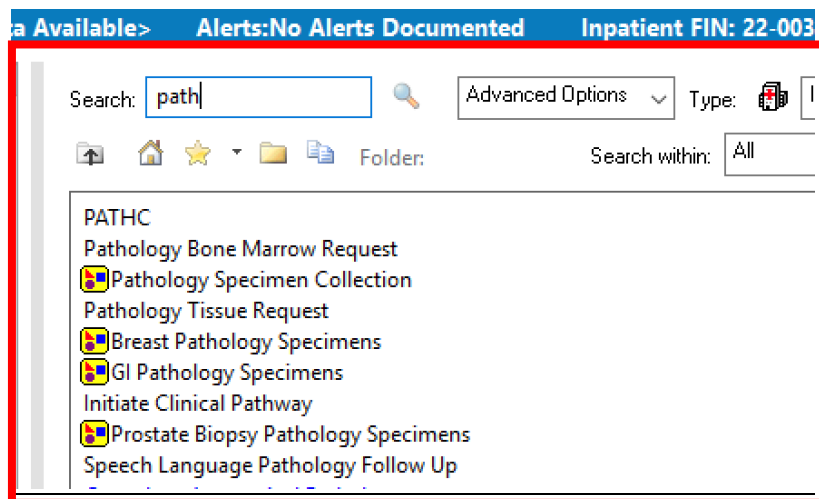 a Available> Alerts:No Alerts Documented Inpatient FIN: 22-003
Search: path Advanced Options Type:
Folder: Search within: All
PATHC
Pathology Bone Marrow Request
Pathology Specimen Collection
Pathology Tissue Request
Breast Pathology Specimens
GI Pathology Specimens
Initiate Clinical Pathway
Prostate Biopsy Pathology Specimens
Speech Language Pathology Follow Up